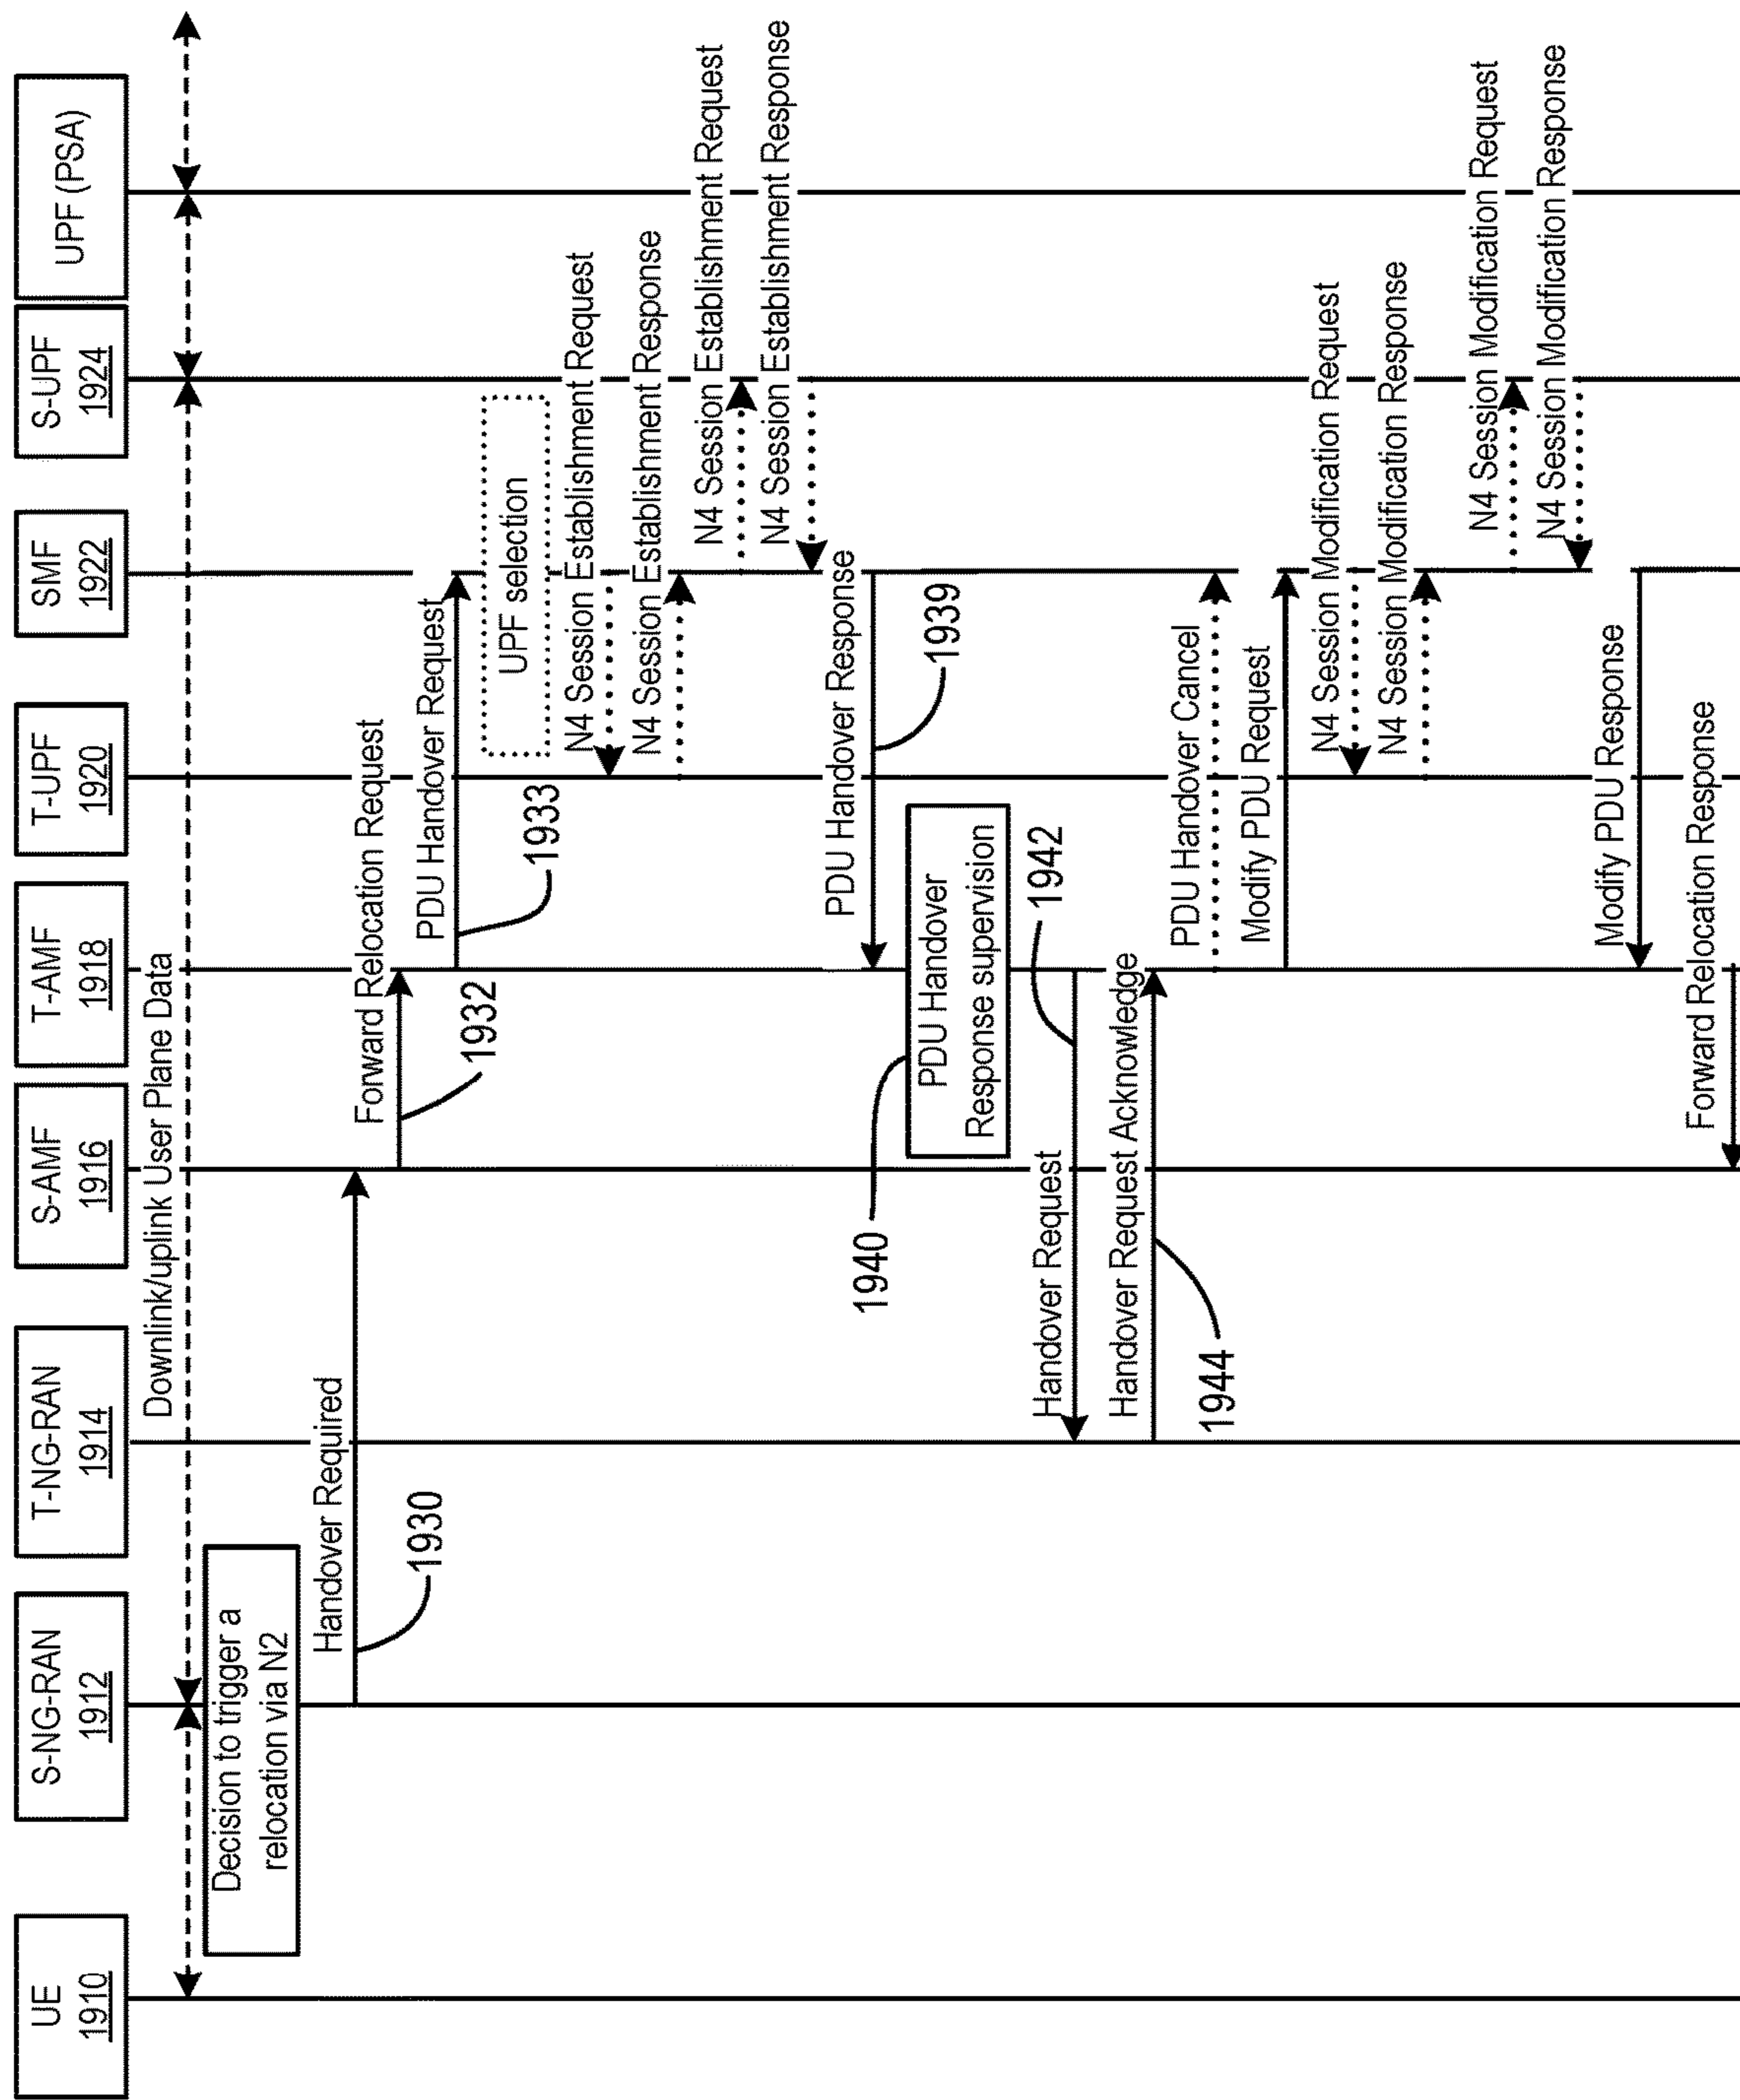 UE
1910
S-NG-RAN
1912
T-NG-RAN
1914
S-AMF
1916
T-AMF
1918
T-UPF
1920
SMF
1922
S-UPF
1924
UPF (PSA)
Downlink/uplink User Plane Data
Decision to trigger a
relocation via N2
Handover Required
1930
Forward Relocation Request
1932
PDU Handover Request
1933
UPF selection
N4 Session Establishment Request
N4 Session Establishment Response
N4 Session Establishment Request
N4 Session Establishment Response
PDU Handover Response
1939
PDU Handover
Response supervision
1940
Handover Request
1942
Handover Request Acknowledge
1944
PDU Handover Cancel
Modify PDU Request
N4 Session Modification Request
N4 Session Modification Response
N4 Session Modification Request
N4 Session Modification Response
Modify PDU Response
Forward Relocation Response